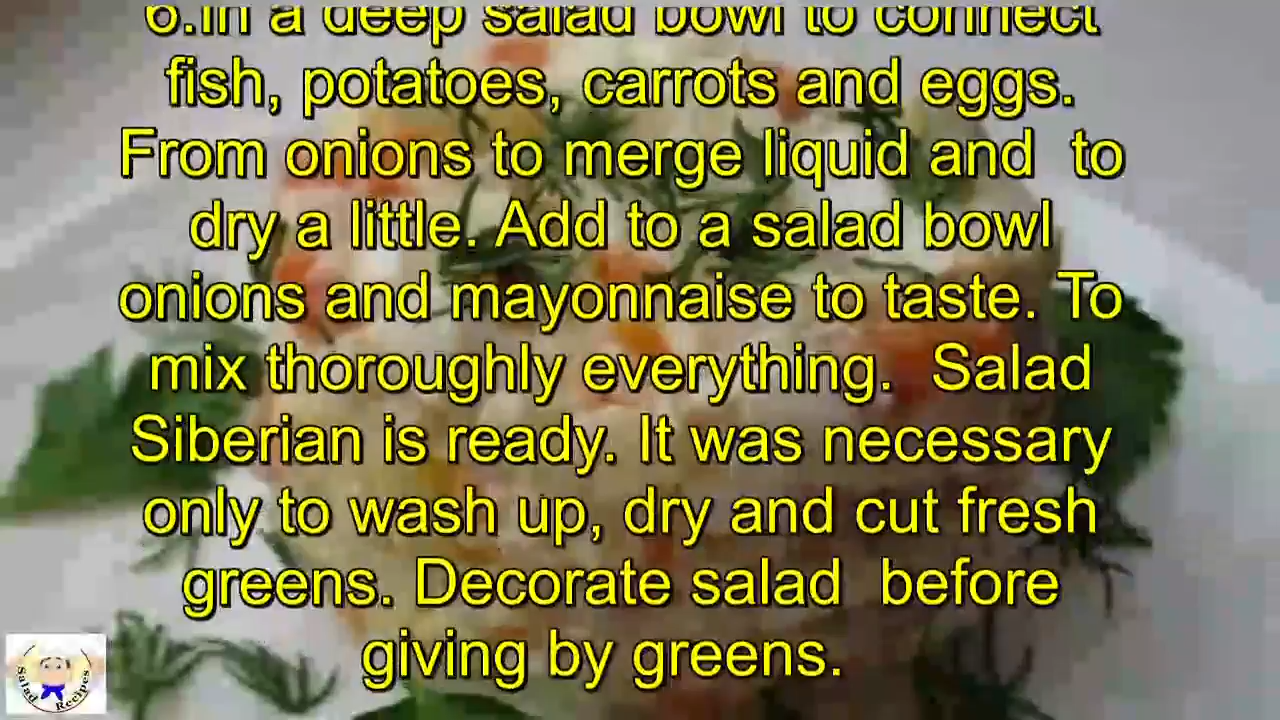 6.In a deep salad bowl to connect
fish, potatoes, carrots and eggs.
From onions to merge liquid and  to
dry a little. Add to a salad bowl
onions and mayonnaise to taste. To
mix thoroughly everything.  Salad
Siberian is ready. It was necessary
only to wash up, dry and cut fresh
greens. Decorate salad  before
giving by greens.
Salad Recipes